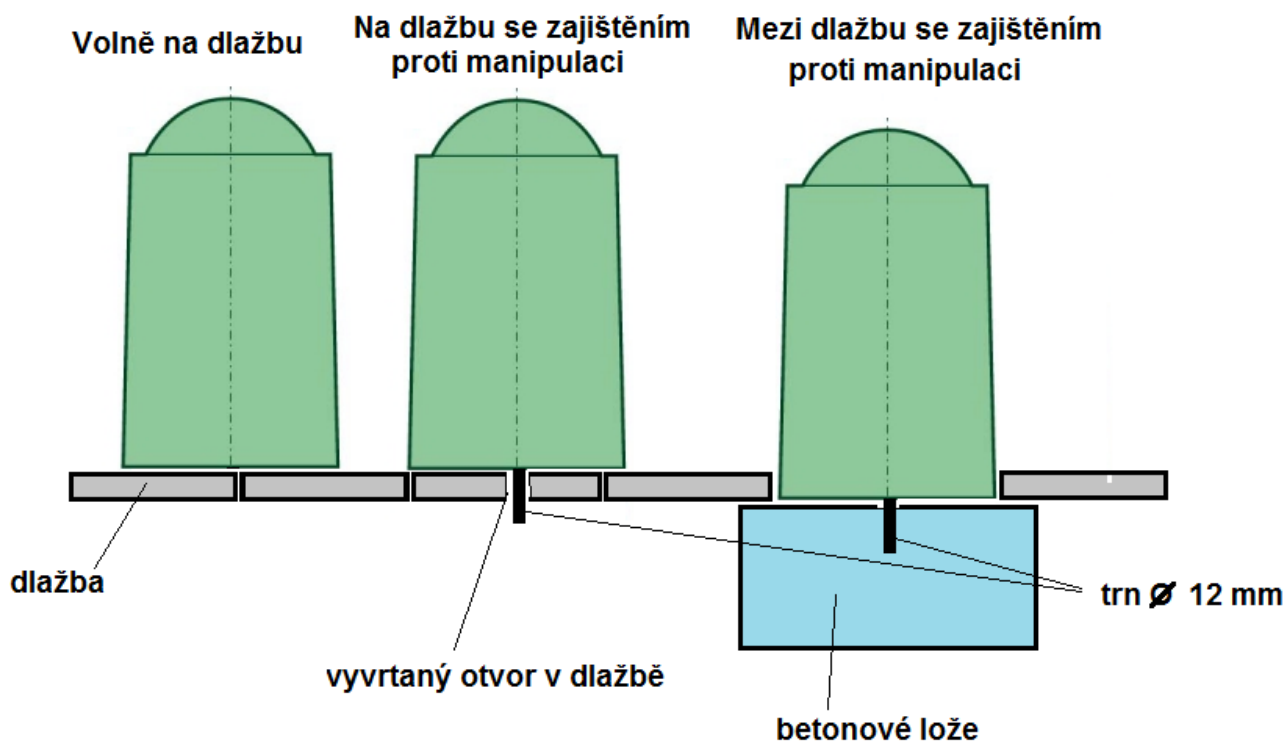 Volně na dlažbu
Na dlažbu se zajištěním
proti manipulaci
Mezi dlažbu se zajištěním
proti manipulaci
dlažba
trn Ø 12 mm
vyvrtaný otvor v dlažbě
betonové lože